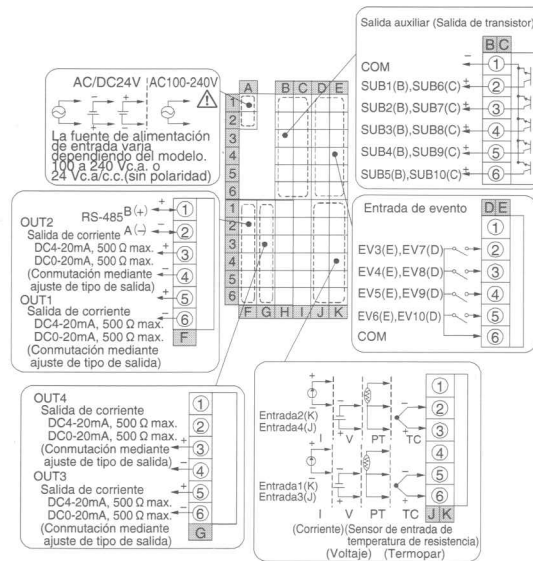 Salida auxiliar (Salida de transistor)
B C
COM
SUB1(B),SUB6(C)
SUB2(B),SUB7(C)
SUB3(B),SUB8(C)
SUB4(B),SUB9(C)
SUB5(B),SUB10(C)
1
2
3
4
5
6
AC/DC24V
AC100-240V
La fuente de alimentación
de entrada varia
dependiendo del modelo.
100 a 240 Vc.a. o
24 Vc.a/c.c.(sin polaridad)
A B C D E
1
2
3
4
5
6
1
2
3
4
5
6
F G H I J K
RS-485
B(+)
A(−)
OUT2
Salida de corriente
DC4-20mA, 500 Ω max.
DC0-20mA, 500 Ω max.
(Conmutación mediante
ajuste de tipo de salida)
OUT1
Salida de corriente
DC4-20mA, 500 Ω max.
DC0-20mA, 500 Ω max.
(Conmutación mediante
ajuste de tipo de salida)
1
2
3
4
5
6
F
Entrada de evento
D E
EV3(E),EV7(D)
EV4(E),EV8(D)
EV5(E),EV9(D)
EV6(E),EV10(D)
COM
1
2
3
4
5
6
OUT4
Salida de corriente
DC4-20mA, 500 Ω max.
DC0-20mA, 500 Ω max.
(Conmutación mediante
ajuste de tipo de salida)
OUT3
Salida de corriente
DC4-20mA, 500 Ω max.
DC0-20mA, 500 Ω max.
(Conmutación mediante
ajuste de tipo de salida)
1
2
3
4
5
6
G
Entrada2(K)
Entrada4(J)
I V PT TC
Entrada1(K)
Entrada3(J)
I V PT TC
1
2
3
4
5
6
J K
(Corriente)(Sensor de entrada de
temperatura de resistencia)
(Voltaje) (Termopar)